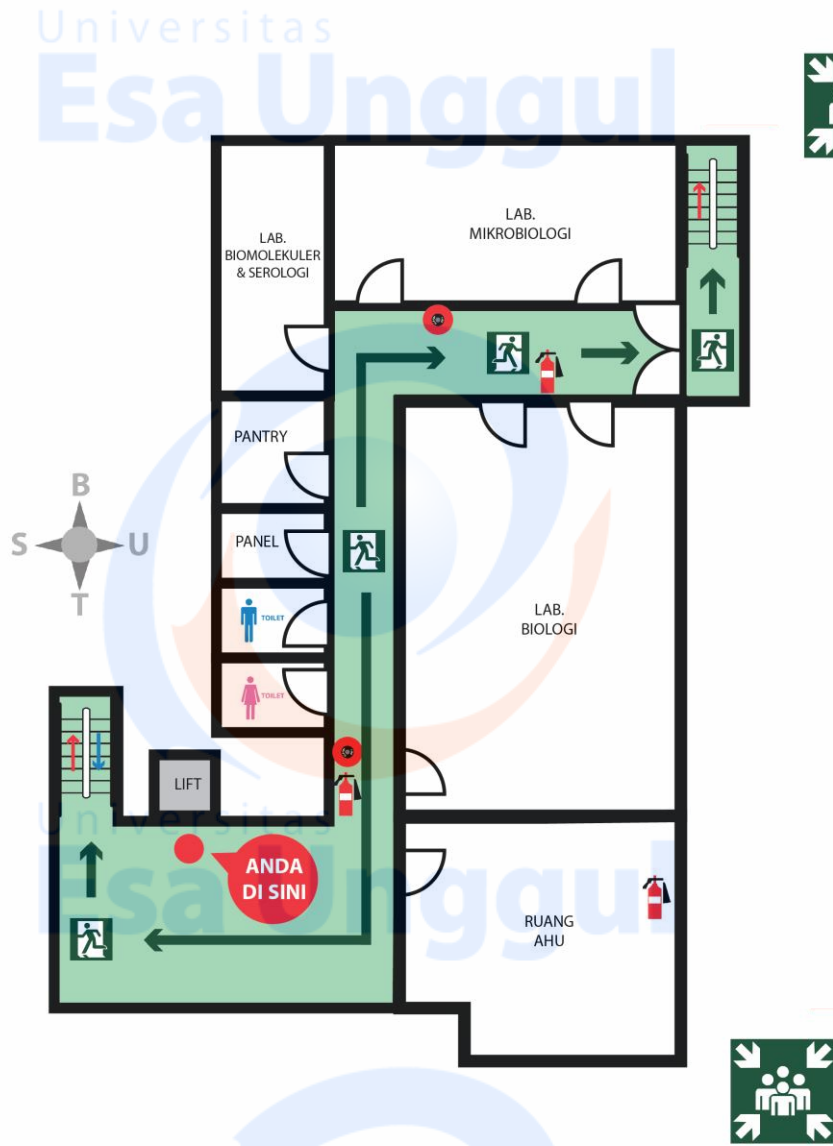 Universitas
Esa Unggul
LAB.
BIOMOLEKULER
& SEROLOGI
LAB.
MIKROBIOLOGI
PANTRY
B
S U
T
PANEL
TOILET
LAB.
BIOLOGI
TOILET
LIFT
Universitas
Esa Unggul
ANDA
DI SINI
RUANG
AHU